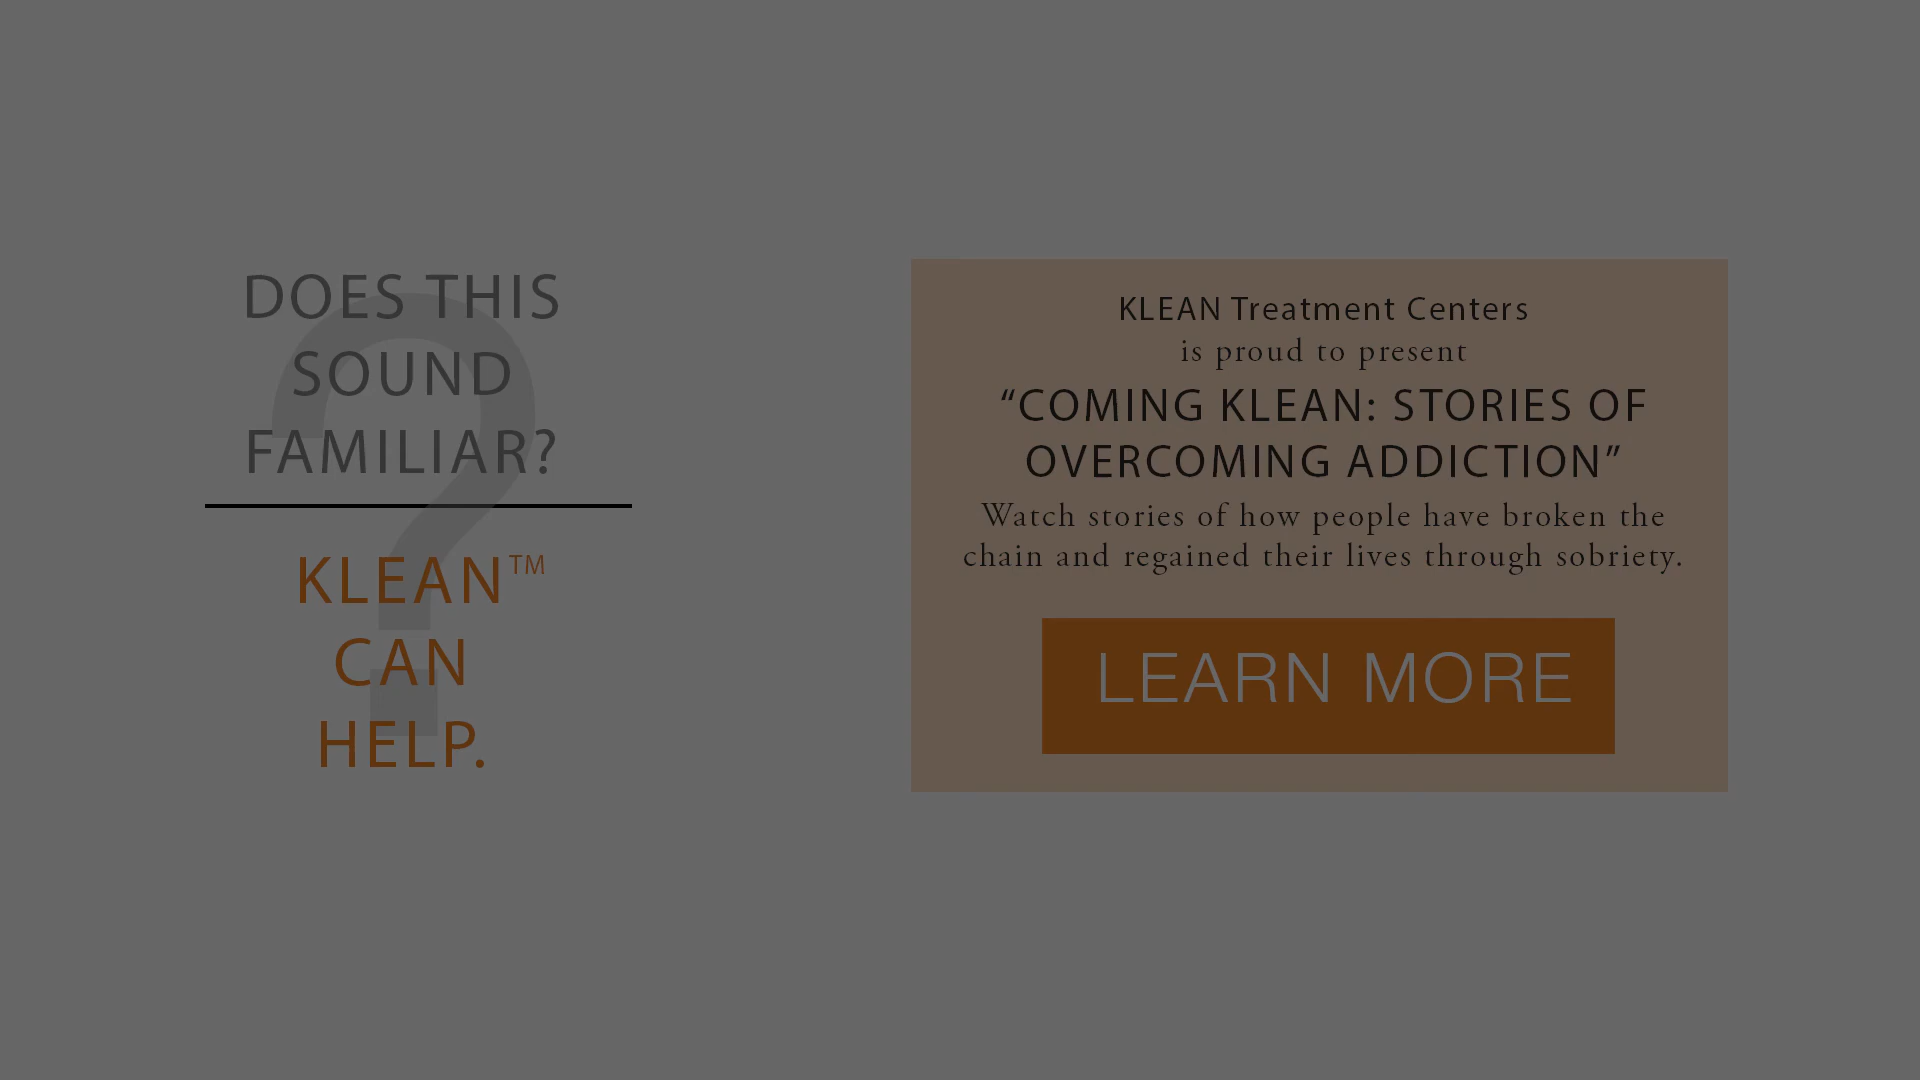 DOES THIS
SOUND
FAMILIAR?
KLEAN™
CAN
HELP.
KLEAN Treatment Centers
is proud to present
“COMING KLEAN: STORIES OF
OVERCOMING ADDICTION”
Watch stories of how people have broken the
chain and regained their lives through sobriety.
LEARN MORE